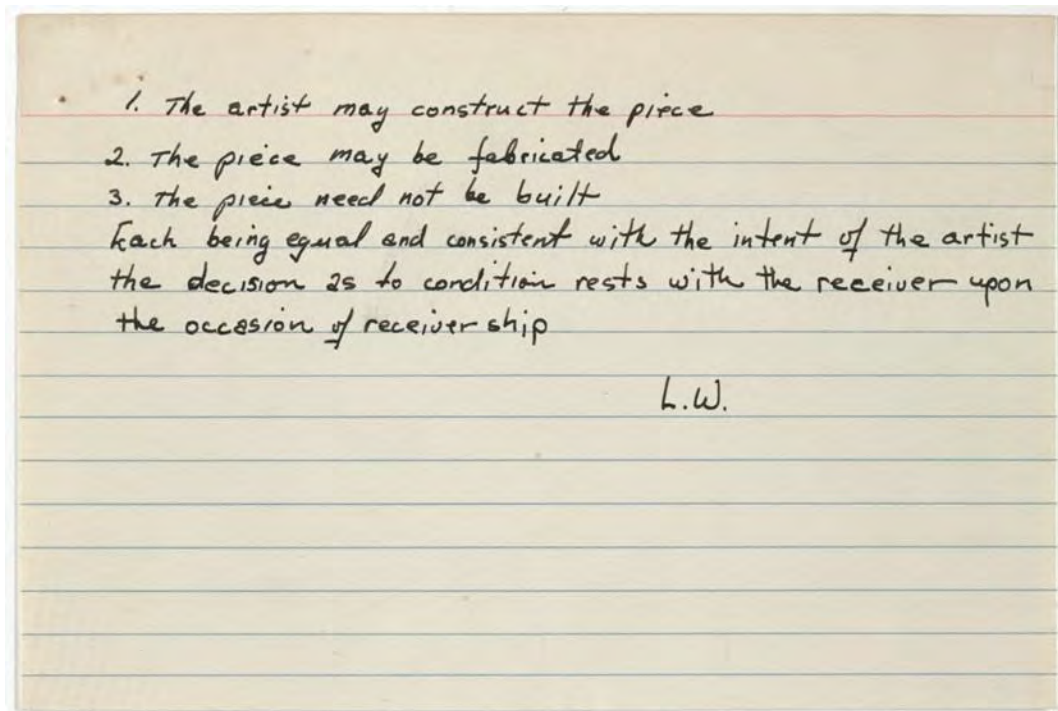 1. The artist may construct the piece
2. The piece may be fabricated
3. The piece need not be built
Each being equal and consistent with the intent of the artist
the decision as to condition rests with the receiver upon
the occasion of receiver ship
L.W.